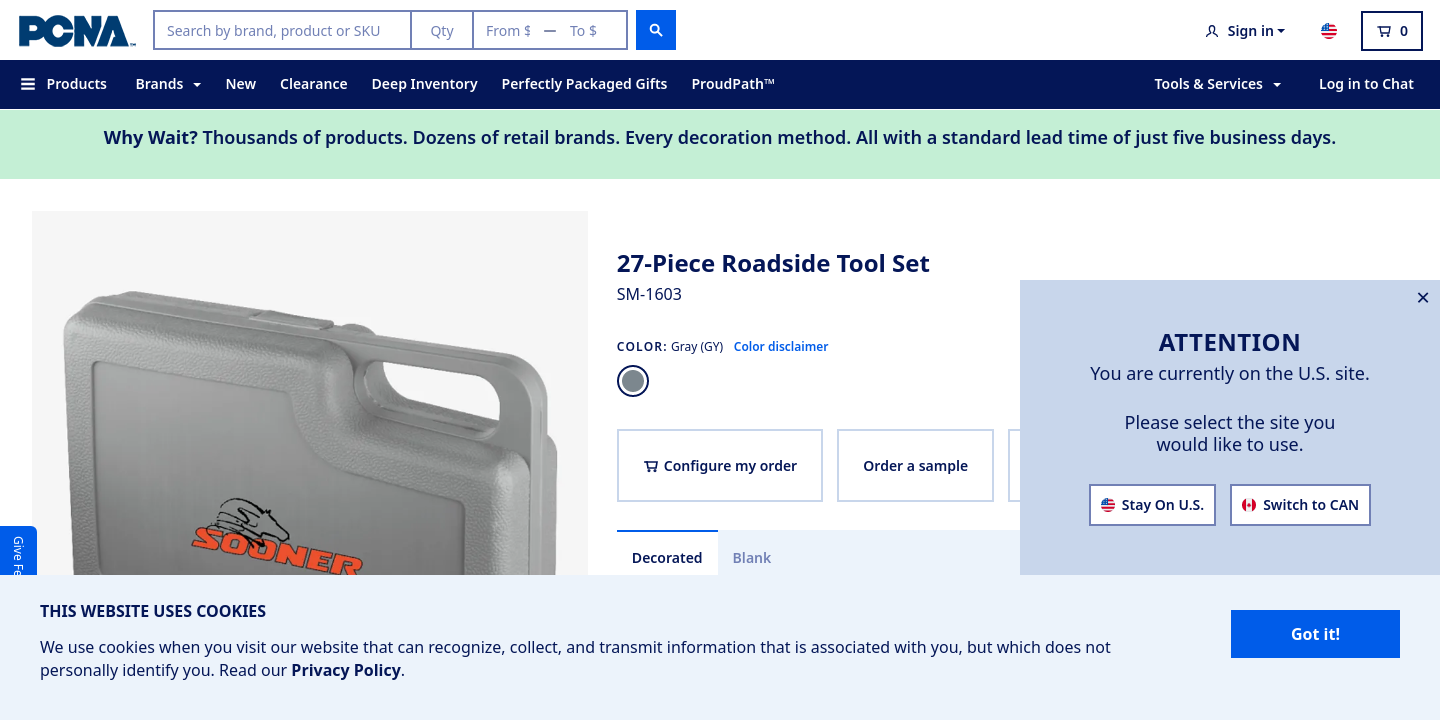 PCNA
Search by brand, product or SKU
Qty
From $ — To $
Sign in
0
Products
Brands
New
Clearance
Deep Inventory
Perfectly Packaged Gifts
ProudPath™
Tools & Services
Log in to Chat
Why Wait? Thousands of products. Dozens of retail brands. Every decoration method. All with a standard lead time of just five business days.
27-Piece Roadside Tool Set
SM-1603
COLOR: Gray (GY) Color disclaimer
Configure my order
Order a sample
Decorated
Blank
SOONER
Give Fe
✕
ATTENTION
You are currently on the U.S. site.
Please select the site you
would like to use.
Stay On U.S.
Switch to CAN
THIS WEBSITE USES COOKIES
We use cookies when you visit our website that can recognize, collect, and transmit information that is associated with you, but which does not
personally identify you. Read our Privacy Policy.
Got it!